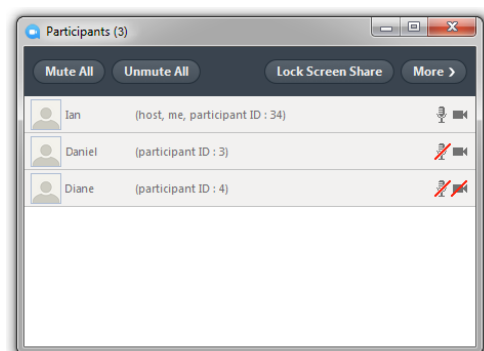 Participants (3)
Mute All Unmute All Lock Screen Share More >
Ian (host, me, participant ID : 34)
Daniel (participant ID : 3)
Diane (participant ID : 4)